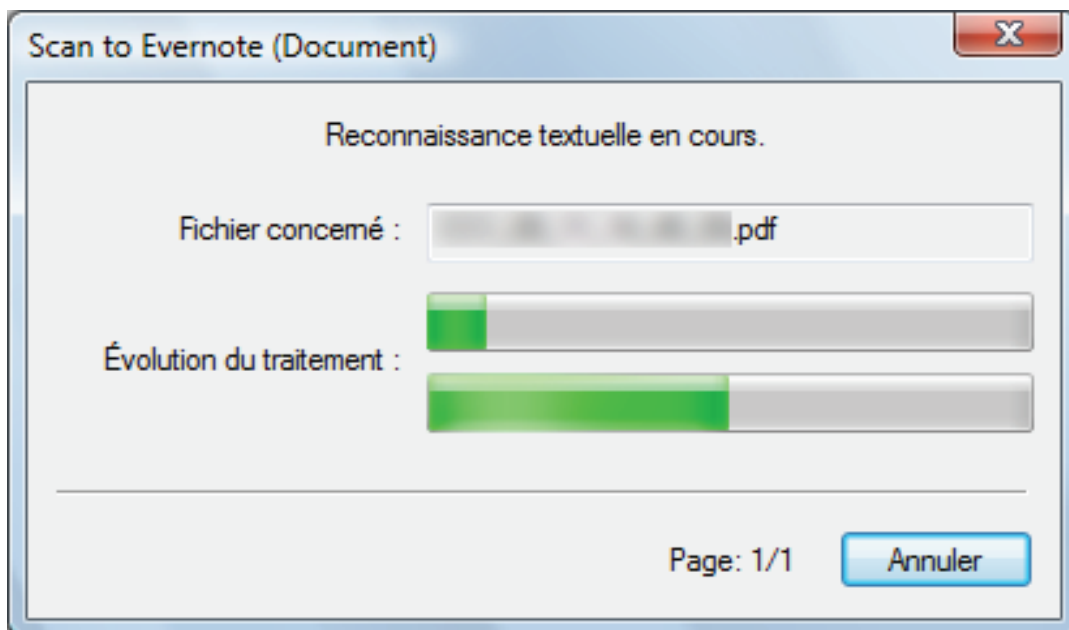 Scan to Evernote (Document)
Reconnaissance textuelle en cours.
Fichier concerné :
.pdf
Évolution du traitement :
Page: 1/1
Annuler